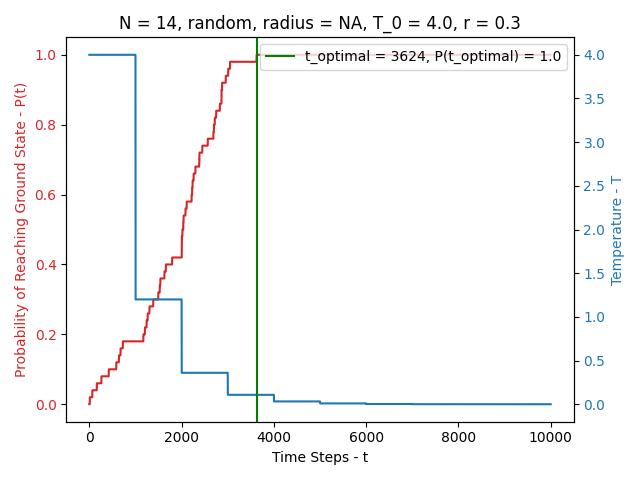 N = 14, random, radius = NA, T_0 = 4.0, r = 0.3
t_optimal = 3624, P(t_optimal) = 1.0
Probability of Reaching Ground State - P(t)
1.0
0.8
0.6
0.4
0.2
0.0
4.0
3.5
3.0
2.5
2.0
1.5
1.0
0.5
0.0
Temperature - T
0 2000 4000 6000 8000 10000
Time Steps - t